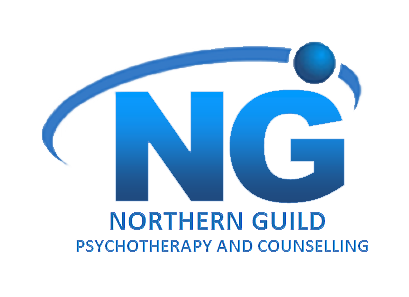 NG
NORTHERN GUILD
PSYCHOTHERAPY AND COUNSELLING